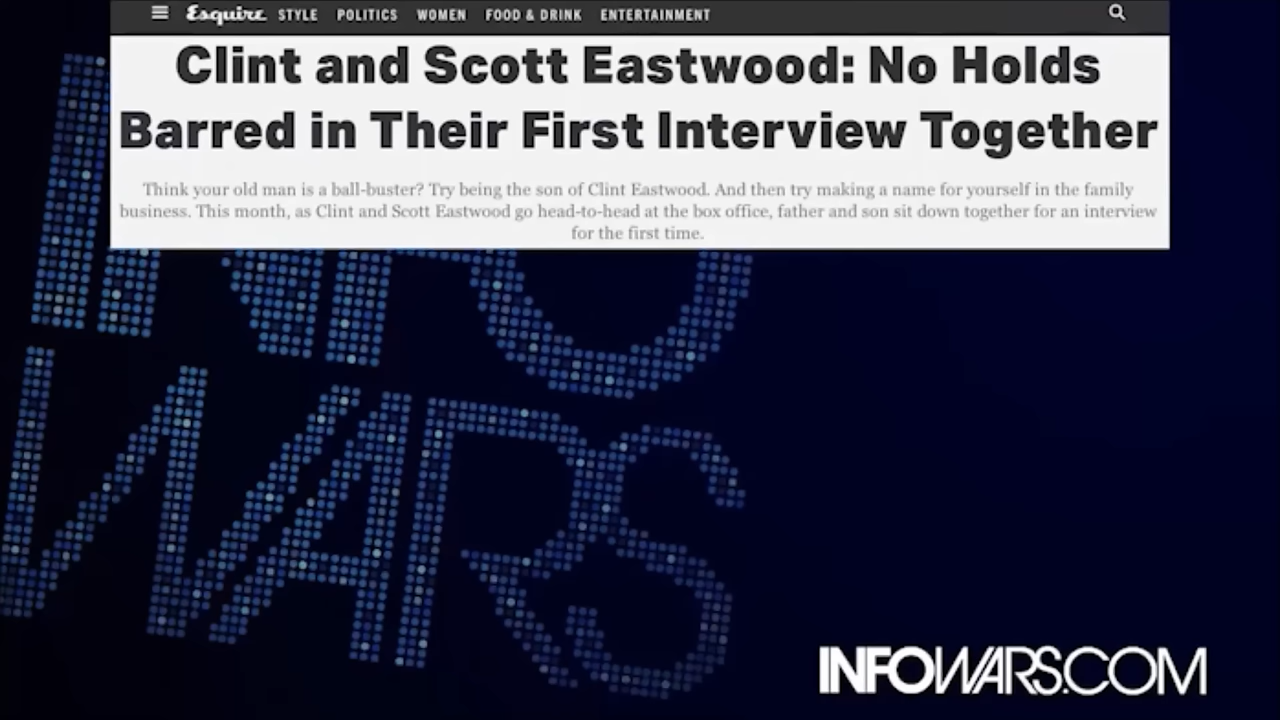 Esquire STYLE POLITICS WOMEN FOOD & DRINK ENTERTAINMENT
Clint and Scott Eastwood: No Holds
Barred in Their First Interview Together
Think your old man is a ball-buster? Try being the son of Clint Eastwood. And then try making a name for yourself in the family
business. This month, as Clint and Scott Eastwood go head-to-head at the box office, father and son sit down together for an interview
for the first time.
WARS
INFOWARS.COM